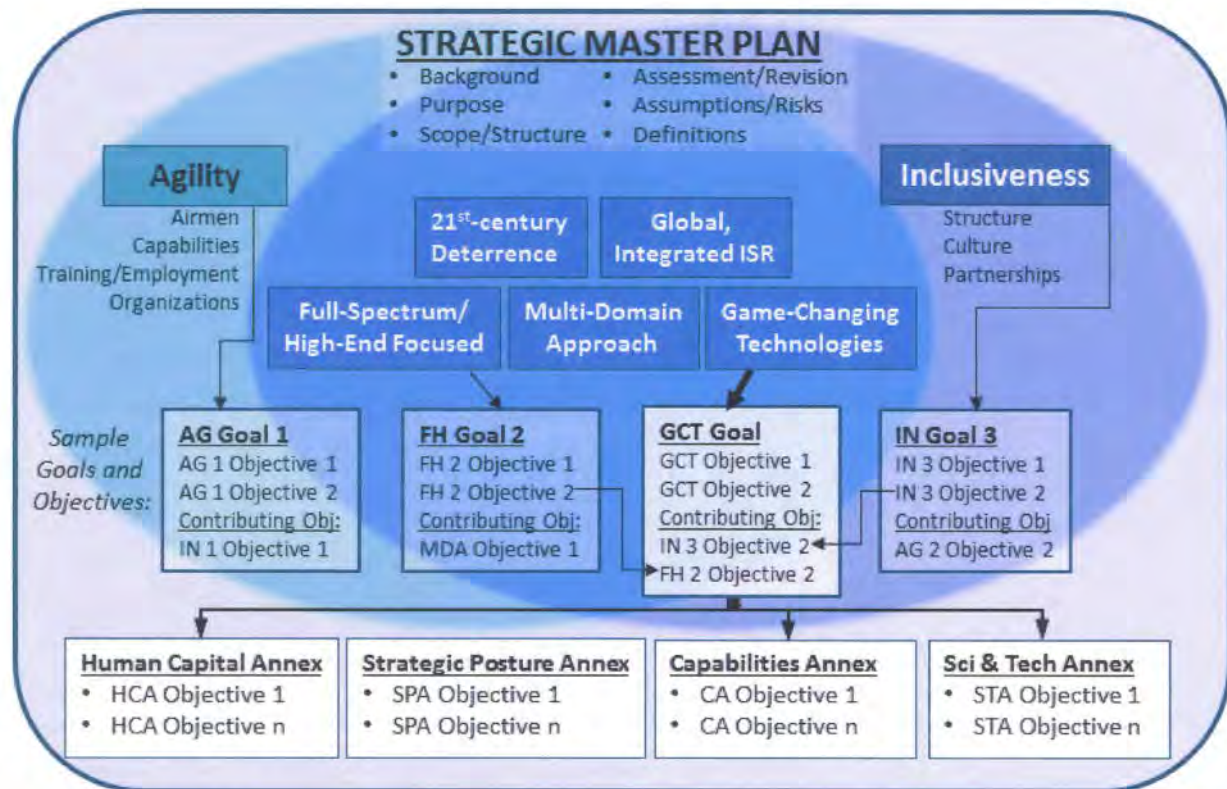 STRATEGIC MASTER PLAN
• Background
• Purpose
• Scope/Structure
• Assessment/Revision
• Assumptions/Risks
• Definitions
Agility
Airmen
Capabilities
Training/Employment
Organizations
Inclusiveness
Structure
Culture
Partnerships
21st-century
Deterrence
Global,
Integrated ISR
Full-Spectrum/
High-End Focused
Multi-Domain
Approach
Game-Changing
Technologies
Sample
Goals and
Objectives:
AG Goal 1
AG 1 Objective 1
AG 1 Objective 2
Contributing Obj:
IN 1 Objective 1
FH Goal 2
FH 2 Objective 1
FH 2 Objective 2
Contributing Obj:
MDA Objective 1
GCT Goal
GCT Objective 1
GCT Objective 2
Contributing Obj:
IN 3 Objective 2
FH 2 Objective 2
IN Goal 3
IN 3 Objective 1
IN 3 Objective 2
Contributing Obj
AG 2 Objective 2
Human Capital Annex
• HCA Objective 1
• HCA Objective n
Strategic Posture Annex
• SPA Objective 1
• SPA Objective n
Capabilities Annex
• CA Objective 1
• CA Objective n
Sci & Tech Annex
• STA Objective 1
• STA Objective n